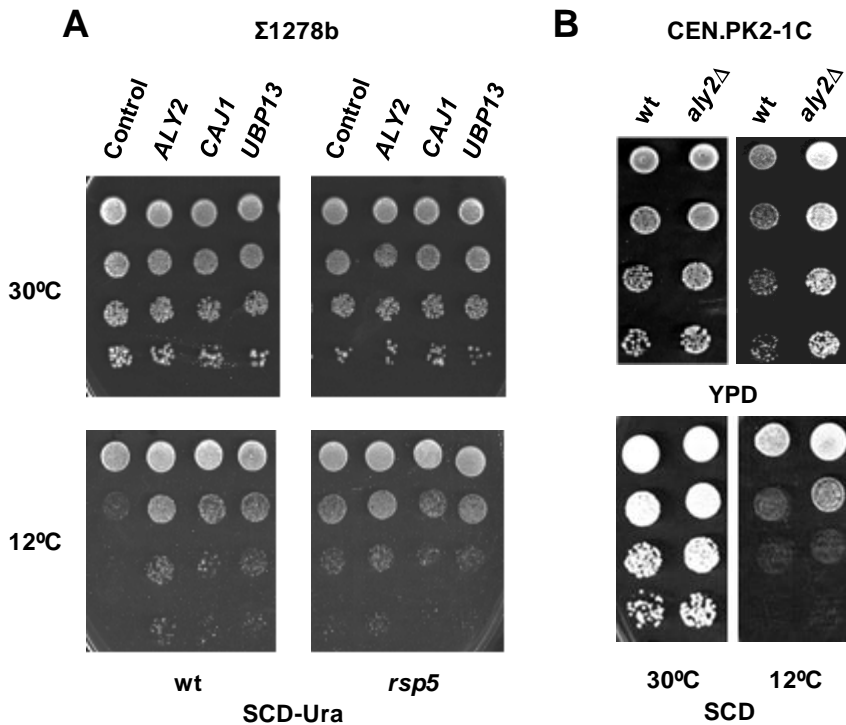 A
Σ1278b
Control
ALY2
CAJ1
UBP13
Control
ALY2
CAJ1
UBP13
30ºC
12ºC
wt
rsp5
SCD-Ura
B
CEN.PK2-1C
wt
aly2Δ
wt
aly2Δ
YPD
30ºC
12ºC
SCD